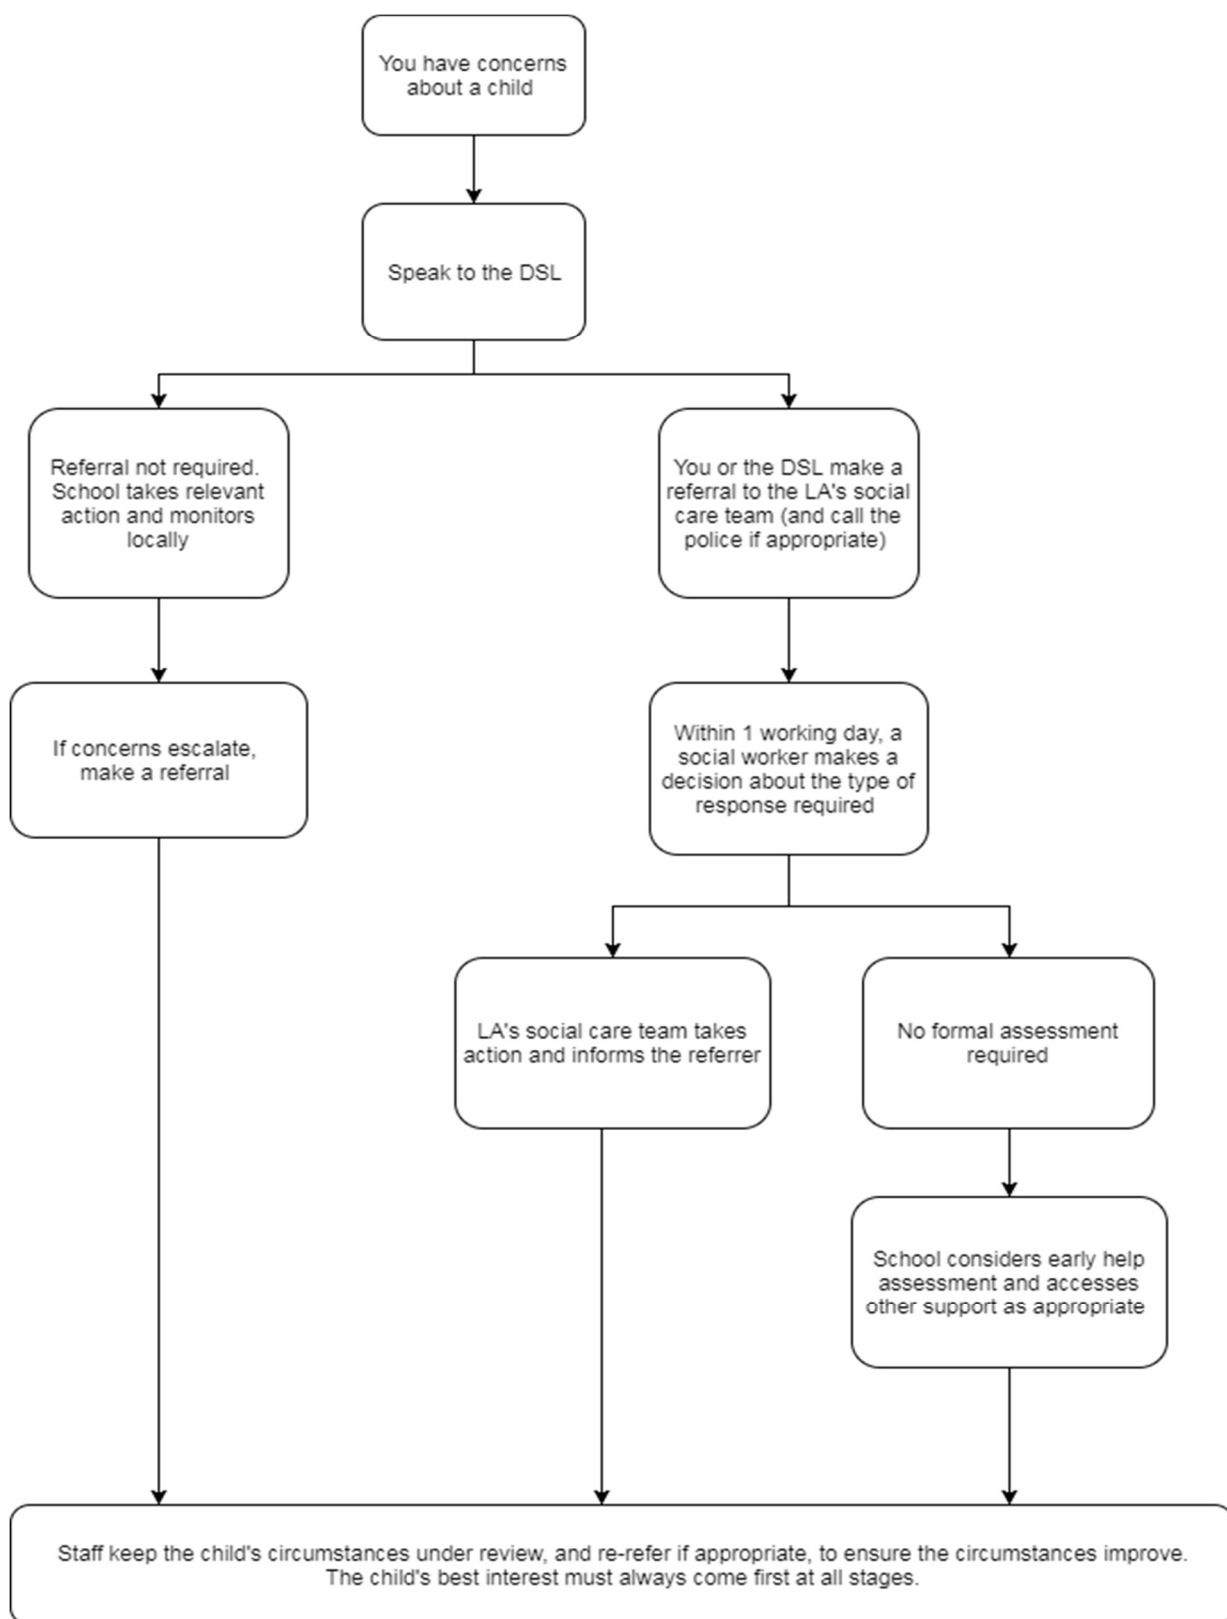 You have concerns
about a child
Speak to the DSL
Referral not required.
School takes relevant
action and monitors
locally
You or the DSL make a
referral to the LA's social
care team (and call the
police if appropriate)
If concerns escalate,
make a referral
Within 1 working day, a
social worker makes a
decision about the type of
response required
LA's social care team takes
action and informs the referrer
No formal assessment
required
School considers early help
assessment and accesses
other support as appropriate
Staff keep the child's circumstances under review, and re-refer if appropriate, to ensure the circumstances improve.
The child's best interest must always come first at all stages.